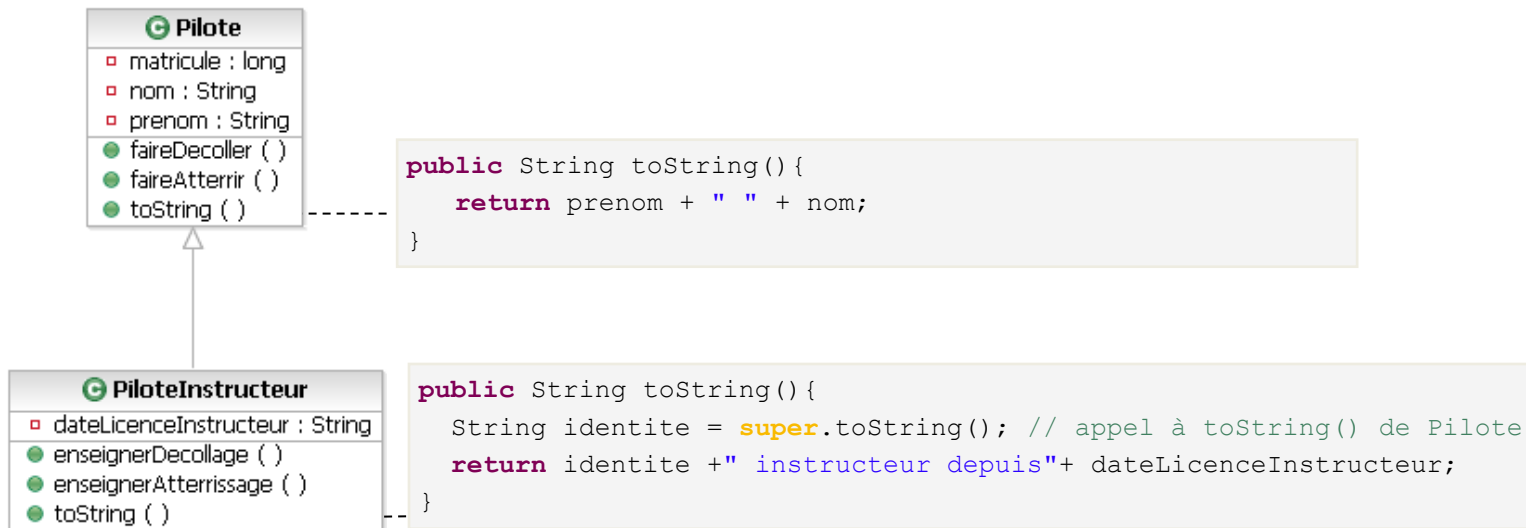 Pilote
matricule : long
nom : String
prenom : String
faireDecoller ( )
faireAtterrir ( )
toString ( )
public String toString(){
return prenom + " " + nom;
}
PiloteInstructeur
dateLicenceInstructeur : String
enseignerDecollage ( )
enseignerAtterrissage ( )
toString ( )
public String toString(){
String identite = super.toString(); // appel à toString() de Pilote
return identite +" instructeur depuis"+ dateLicenceInstructeur;
}